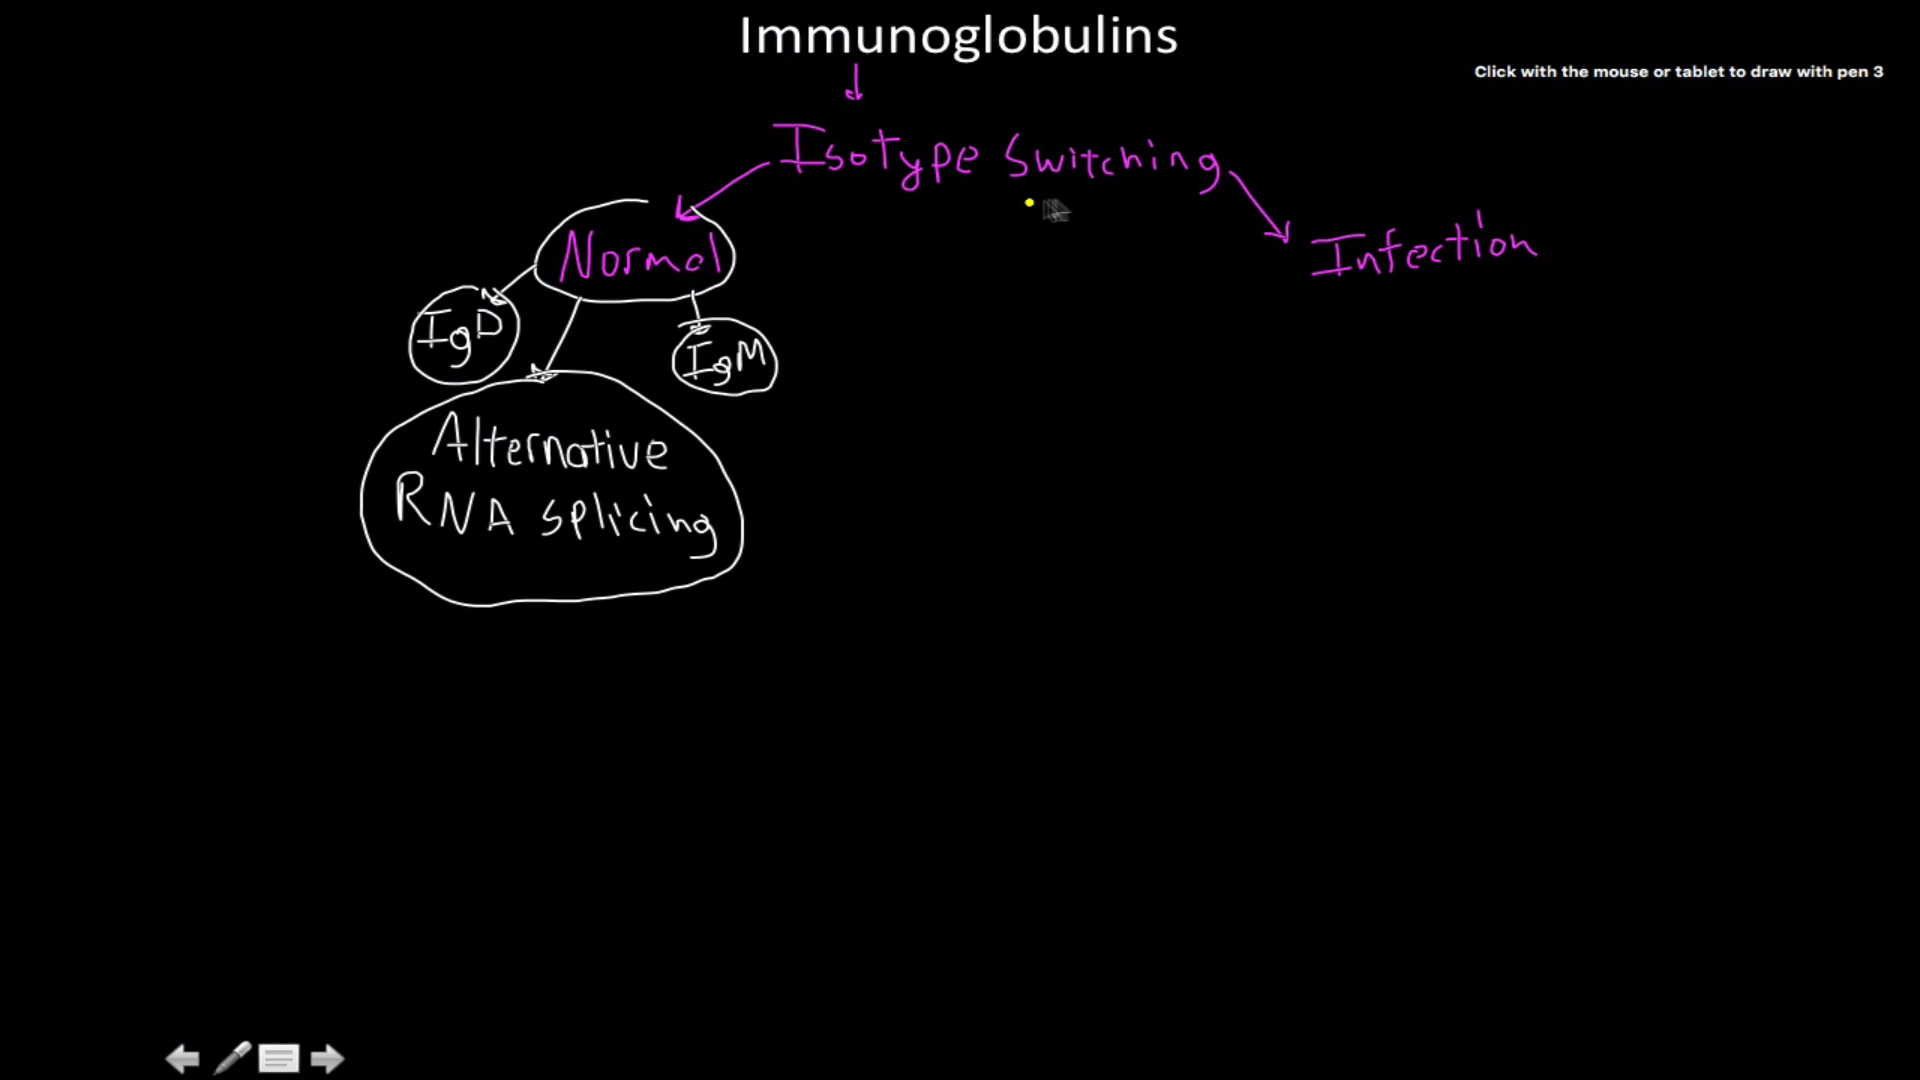 Immunoglobulins
Click with the mouse or tablet to draw with pen 3
Isotype Switching
Normal
Infection
IgD
IgM
Alternative
RNA splicing